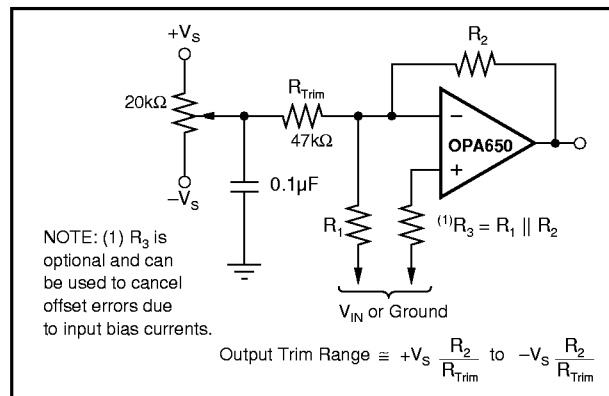 +VS
20kΩ
−VS
RTrim
47kΩ
0.1µF
R2
−
OPA650
+
R1
(1)R3 = R1 || R2
VIN or Ground
NOTE: (1) R3 is
optional and can
be used to cancel
offset errors due
to input bias currents.
Output Trim Range ≅ +VS R2/RTrim to −VS R2/RTrim